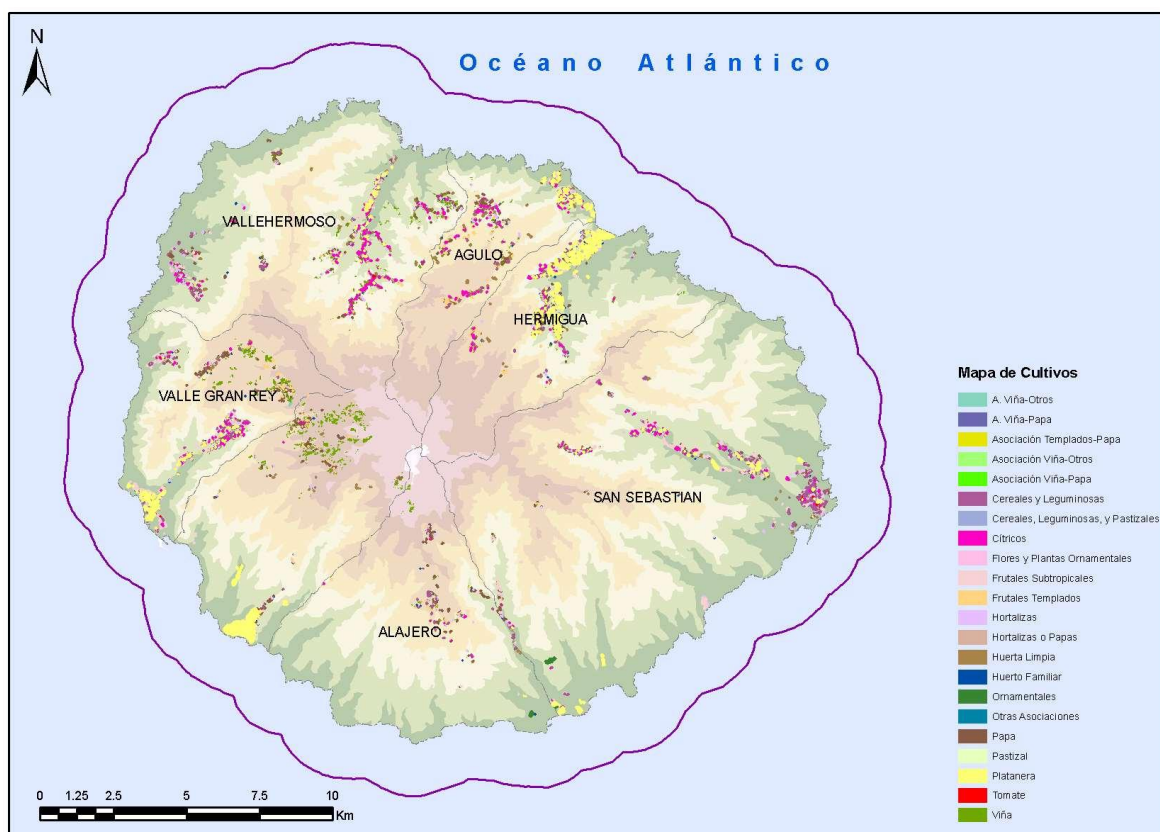 N
Océano Atlántico
VALLEHERMOSO
AGULO
HERMIGUA
VALLE GRAN REY
SAN SEBASTIAN
ALAJERO
Mapa de Cultivos
A. Viña-Otros
A. Viña-Papa
Asociación Templados-Papa
Asociación Viña-Otros
Asociación Viña-Papa
Cereales y Leguminosas
Cereales, Leguminosas, y Pastizales
Cítricos
Flores y Plantas Ornamentales
Frutales Subtropicales
Frutales Templados
Hortalizas
Hortalizas o Papas
Huerta Limpia
Huerto Familiar
Ornamentales
Otras Asociaciones
Papa
Pastizal
Platanera
Tomate
Viña
0 1.25 2.5 5 7.5 10
Km